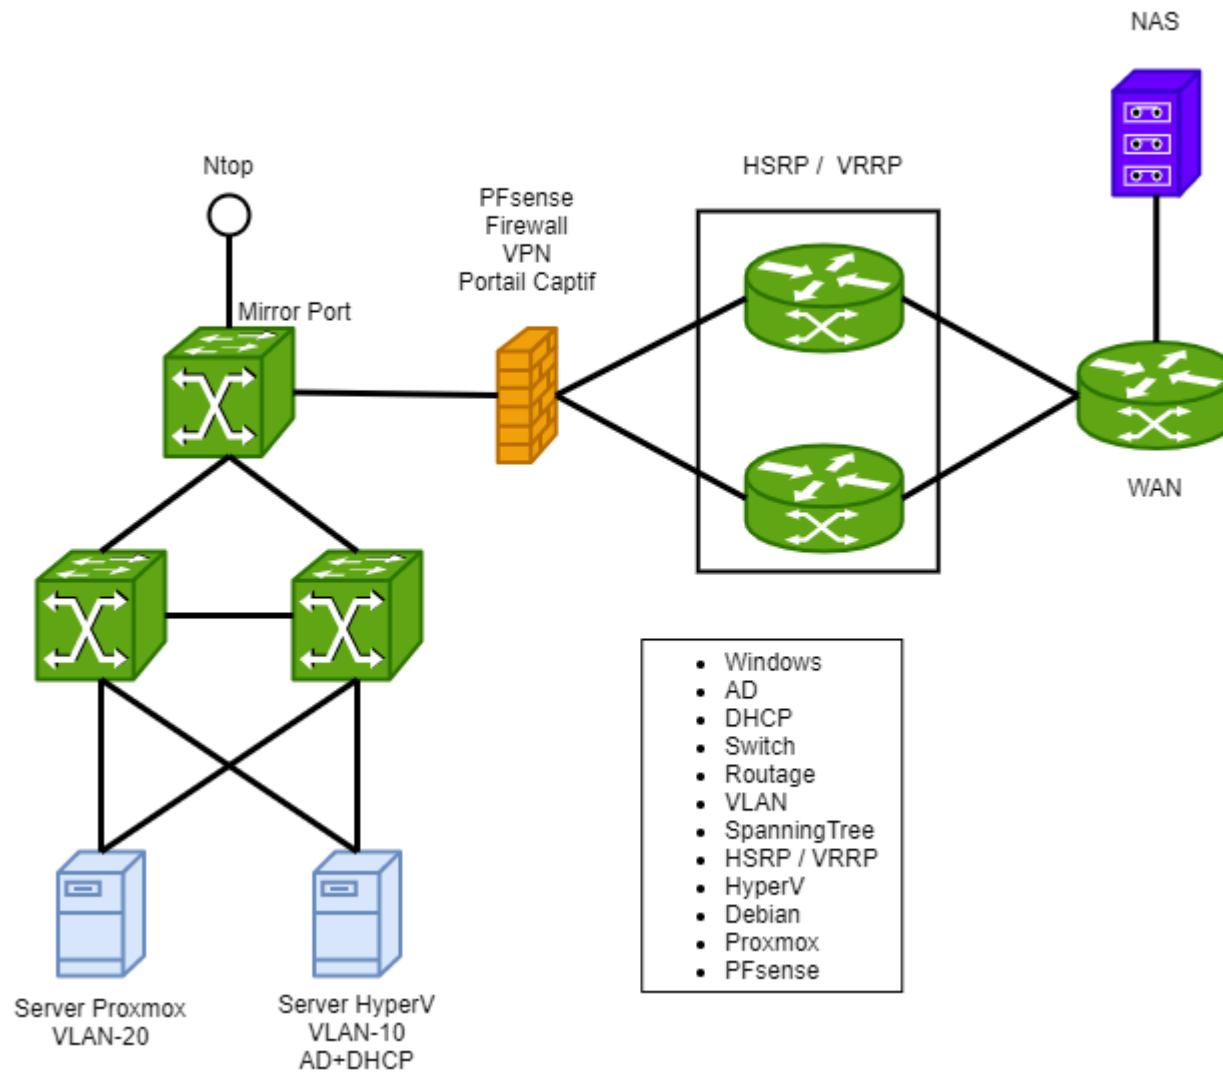 NAS
Ntop
HSRP / VRRP
PFsense
Firewall
VPN
Portail Captif
Mirror Port
WAN
• Windows
• AD
• DHCP
• Switch
• Routage
• VLAN
• SpanningTree
• HSRP / VRRP
• HyperV
• Debian
• Proxmox
• PFsense
Server Proxmox
VLAN-20
Server HyperV
VLAN-10
AD+DHCP